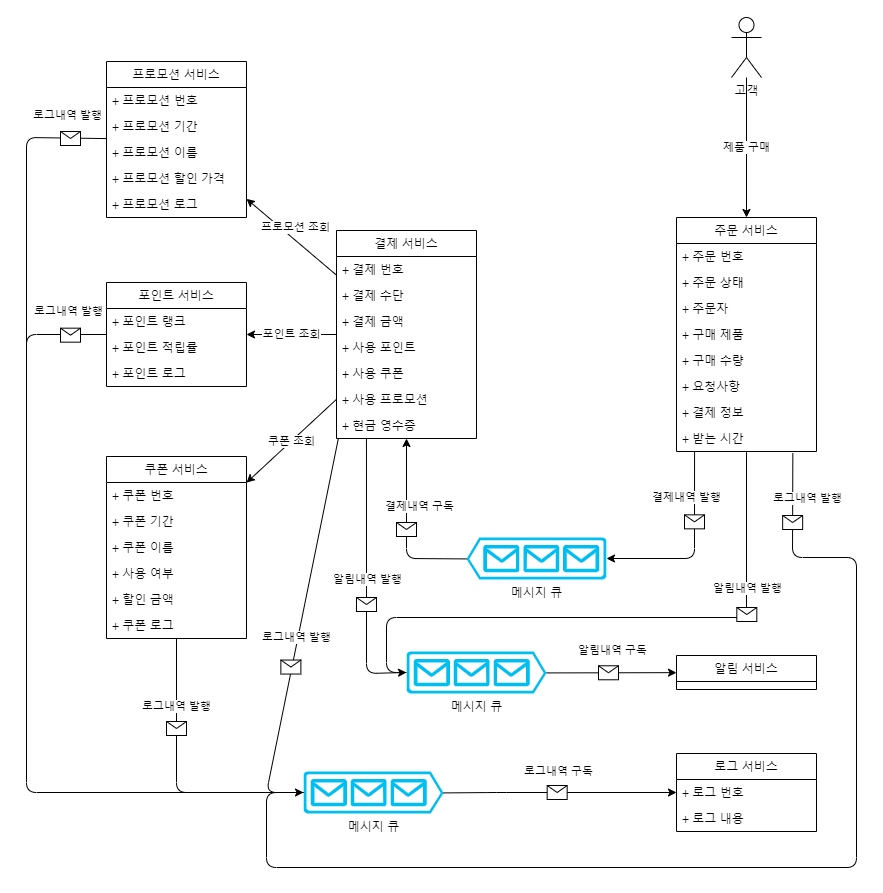 고객
제품 구매
프로모션 서비스
+ 프로모션 번호
+ 프로모션 기간
+ 프로모션 이름
+ 프로모션 할인 가격
+ 프로모션 로그
로그내역 발행
프로모션 조회
포인트 서비스
+ 포인트 랭크
+ 포인트 적립률
+ 포인트 로그
로그내역 발행
포인트 조회
쿠폰 서비스
+ 쿠폰 번호
+ 쿠폰 기간
+ 쿠폰 이름
+ 사용 여부
+ 할인 금액
+ 쿠폰 로그
쿠폰 조회
로그내역 발행
결제 서비스
+ 결제 번호
+ 결제 수단
+ 결제 금액
+ 사용 포인트
+ 사용 쿠폰
+ 사용 프로모션
+ 현금 영수증
주문 서비스
+ 주문 번호
+ 주문 상태
+ 주문자
+ 구매 제품
+ 구매 수량
+ 요청사항
+ 결제 정보
+ 받는 시간
결제내역 발행
로그내역 발행
결제내역 구독
메시지 큐
알림내역 발행
알림내역 발행
로그내역 발행
알림내역 구독
메시지 큐
알림 서비스
로그내역 구독
메시지 큐
로그 서비스
+ 로그 번호
+ 로그 내용